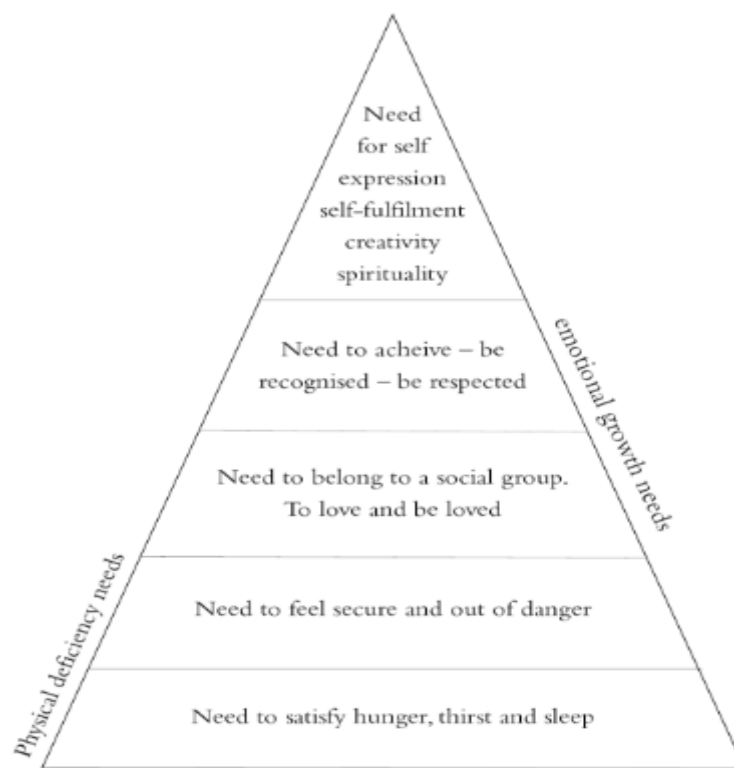 Need
for self
expression
self-fulfilment
creativity
spirituality
Need to acheive – be
recognised – be respected
emotional growth needs
Need to belong to a social group.
To love and be loved
Physical deficiency needs
Need to feel secure and out of danger
Need to satisfy hunger, thirst and sleep